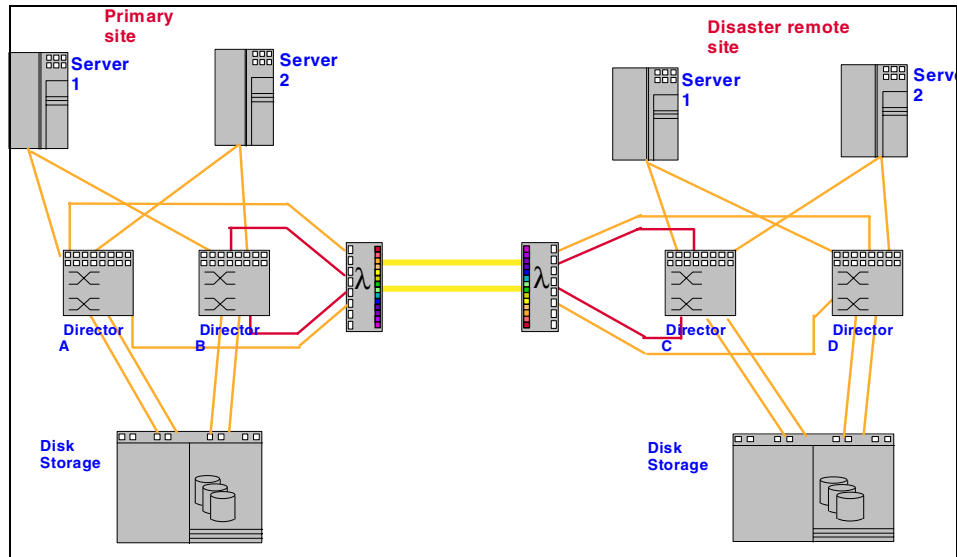 Primary
site
Disaster remote
site
Server
1
Server
2
Server
1
2
λ
λ
Director
A
Director
B
Director
C
Director
D
Disk
Storage
Disk
Storage